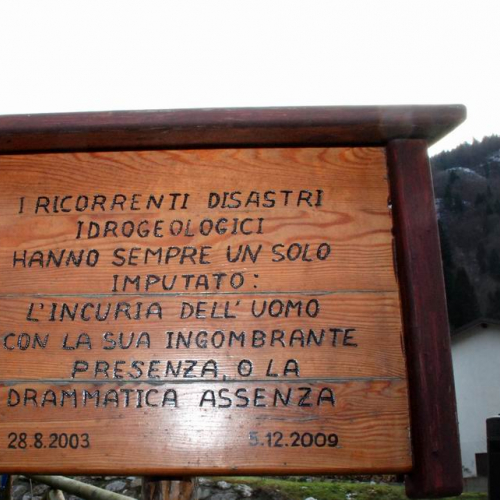 I RICORRENTI DISASTRI
IDROGEOLOGICI
HANNO SEMPRE UN SOLO
IMPUTATO:
L'INCURIA DELL'UOMO
CON LA SUA INGOMBRANTE
PRESENZA, O LA
DRAMMATICA ASSENZA
28.8.2003 5.12.2009